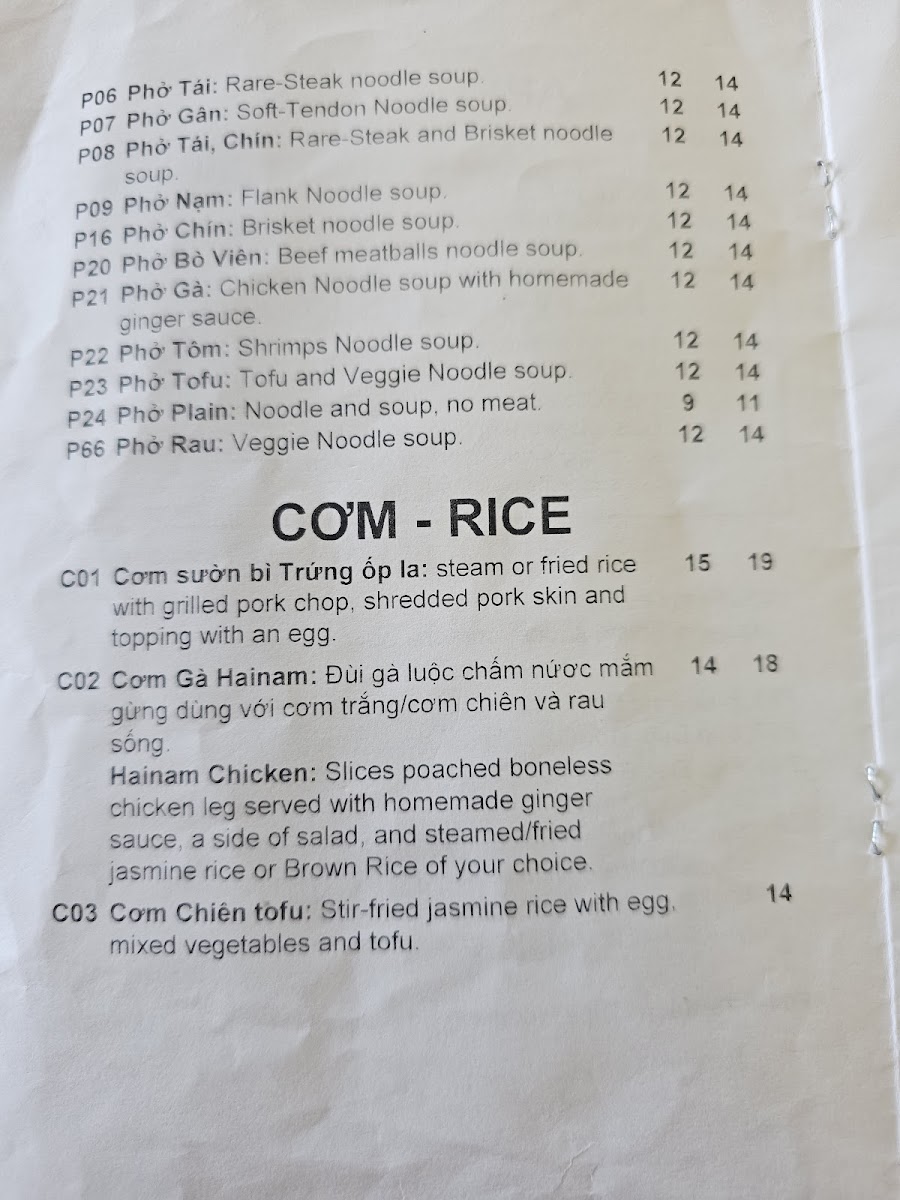 P06 Phở Tái: Rare-Steak noodle soup. 12 14
P07 Phở Gân: Soft-Tendon Noodle soup. 12 14
P08 Phở Tái, Chín: Rare-Steak and Brisket noodle 12 14
soup.
P09 Phở Nạm: Flank Noodle soup. 12 14
P16 Phở Chín: Brisket noodle soup. 12 14
P20 Phở Bò Viên: Beef meatballs noodle soup. 12 14
P21 Phở Gà: Chicken Noodle soup with homemade 12 14
ginger sauce.
P22 Phở Tôm: Shrimps Noodle soup. 12 14
P23 Phở Tofu: Tofu and Veggie Noodle soup. 12 14
P24 Phở Plain: Noodle and soup, no meat. 9 11
P66 Phở Rau: Veggie Noodle soup. 12 14
CƠM - RICE
C01 Cơm sườn bì Trứng ốp la: steam or fried rice 15 19
with grilled pork chop, shredded pork skin and
topping with an egg.
C02 Cơm Gà Hainam: Đùi gà luộc chấm nứơc mắm 14 18
gừng dùng với cơm trắng/cơm chiên và rau
sống.
Hainam Chicken: Slices poached boneless
chicken leg served with homemade ginger
sauce, a side of salad, and steamed/fried
jasmine rice or Brown Rice of your choice.
C03 Cơm Chiên tofu: Stir-fried jasmine rice with egg, 14
mixed vegetables and tofu.